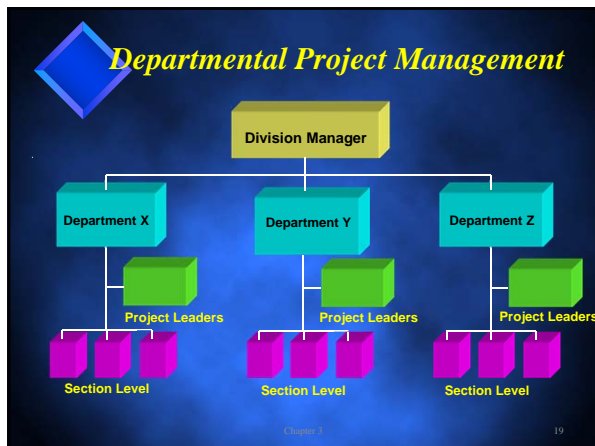 Departmental Project Management
Division Manager
Department X
Department Y
Department Z
Project Leaders
Project Leaders
Project Leaders
Section Level
Section Level
Section Level
Chapter 3
19